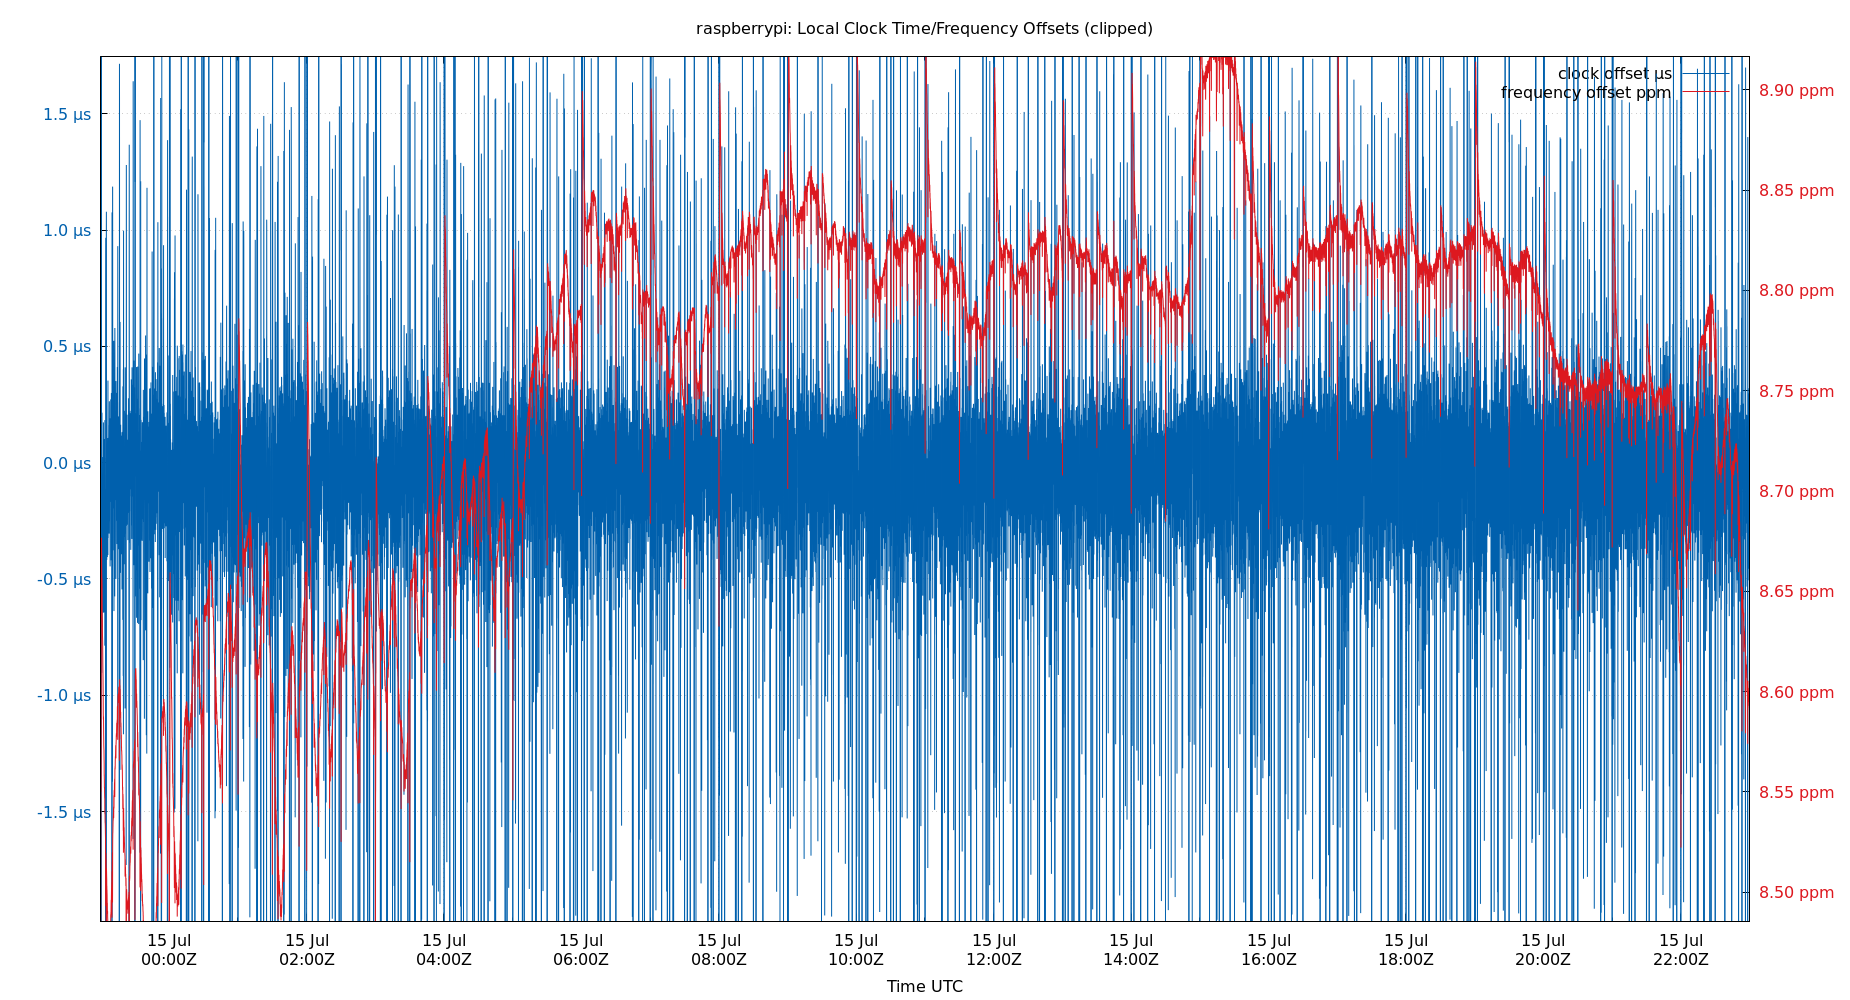 raspberrypi: Local Clock Time/Frequency Offsets (clipped)
clock offset µs
frequency offset ppm
1.5 µs
1.0 µs
0.5 µs
0.0 µs
-0.5 µs
-1.0 µs
-1.5 µs
8.90 ppm
8.85 ppm
8.80 ppm
8.75 ppm
8.70 ppm
8.65 ppm
8.60 ppm
8.55 ppm
8.50 ppm
15 Jul 15 Jul 15 Jul 15 Jul 15 Jul 15 Jul 15 Jul 15 Jul 15 Jul 15 Jul 15 Jul 15 Jul
00:00Z 02:00Z 04:00Z 06:00Z 08:00Z 10:00Z 12:00Z 14:00Z 16:00Z 18:00Z 20:00Z 22:00Z
Time UTC